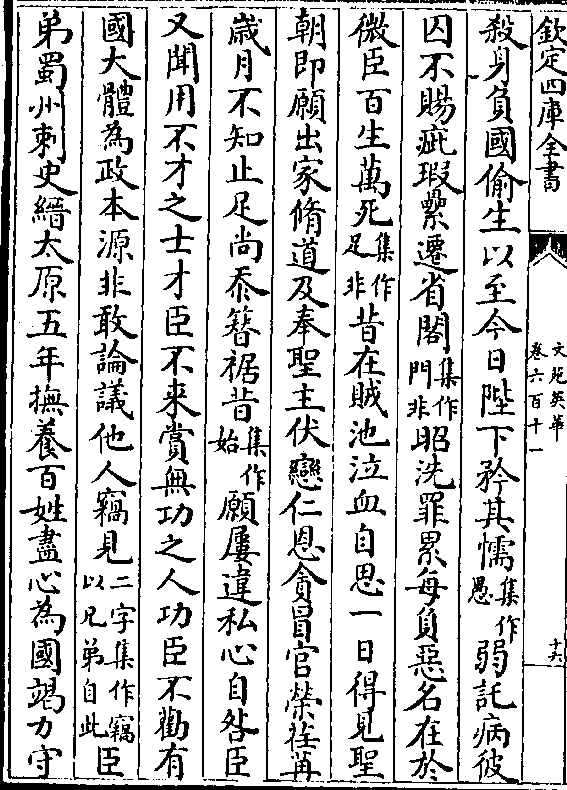 欽定四庫全書
文苑英華
卷六百十一
十六
殺身負國偷生以至今日陛下矜其懦集作愚弱託病彼
囚不賜疵瑕累遷省閣集作門非昭洗罪累每負惡名在於
微臣百生萬死集作足非昔在賊池泣血自思一日得見聖
朝即願出家脩道及奉聖主伏戀仁恩貪冒官榮荏苒
歳月不知止足尚忝簪裾昔集作始願屢違私心自咎臣
又聞用不才之士才臣不來賞無功之人功臣不勸有
國大體為政本源非敢論議他人竊見二字集作竊以兄弟自此臣
弟蜀州刺史縉太原五年撫養百姓盡心為國竭力守